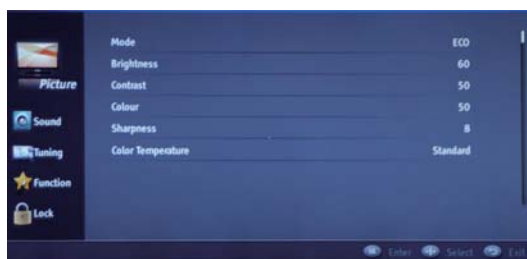 Picture
Sound
Tuning
Function
Lock
Mode ECO
Brightness 60
Contrast 50
Colour 50
Sharpness 8
Color Temperature Standard
Enter Select Exit